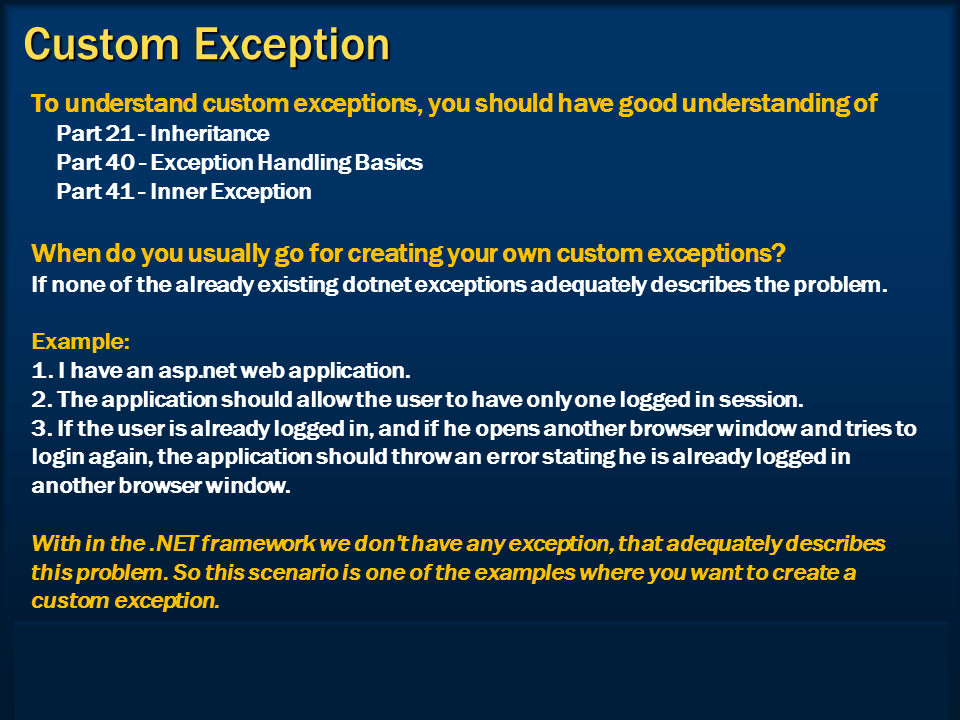 Custom Exception
To understand custom exceptions, you should have good understanding of
Part 21 - Inheritance
Part 40 - Exception Handling Basics
Part 41 - Inner Exception
When do you usually go for creating your own custom exceptions?
If none of the already existing dotnet exceptions adequately describes the problem.
Example:
1. I have an asp.net web application.
2. The application should allow the user to have only one logged in session.
3. If the user is already logged in, and if he opens another browser window and tries to
login again, the application should throw an error stating he is already logged in
another browser window.
With in the .NET framework we don't have any exception, that adequately describes
this problem. So this scenario is one of the examples where you want to create a
custom exception.